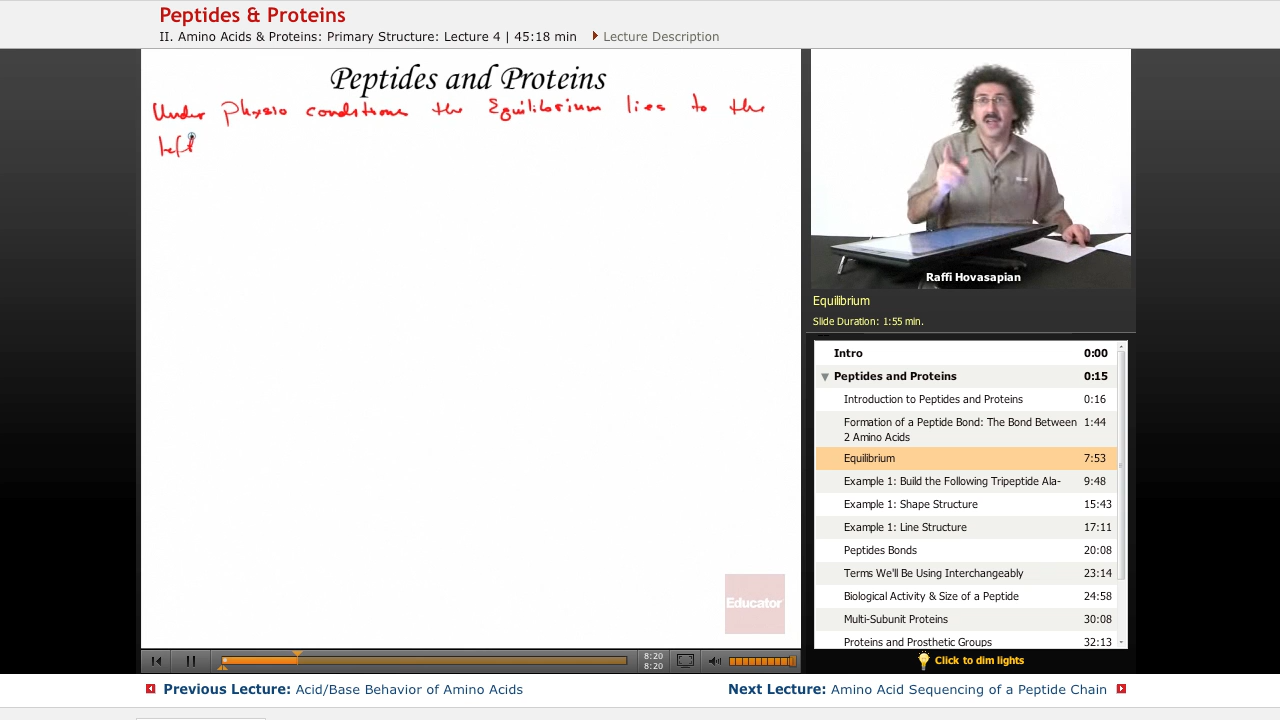 Peptides & Proteins
II. Amino Acids & Proteins: Primary Structure: Lecture 4 | 45:18 min Lecture Description
Peptides and Proteins
Under physio conditions the Equilibrium lies to the
left
Educator
8:20
8:20
Raffi Hovasapian
Equilibrium
Slide Duration: 1:55 min.
Intro 0:00
Peptides and Proteins 0:15
Introduction to Peptides and Proteins 0:16
Formation of a Peptide Bond: The Bond Between 1:44
2 Amino Acids
Equilibrium 7:53
Example 1: Build the Following Tripeptide Ala- 9:48
Example 1: Shape Structure 15:43
Example 1: Line Structure 17:11
Peptides Bonds 20:08
Terms We'll Be Using Interchangeably 23:14
Biological Activity & Size of a Peptide 24:58
Multi-Subunit Proteins 30:08
Proteins and Prosthetic Groups 32:13
Click to dim lights
Previous Lecture: Acid/Base Behavior of Amino Acids
Next Lecture: Amino Acid Sequencing of a Peptide Chain